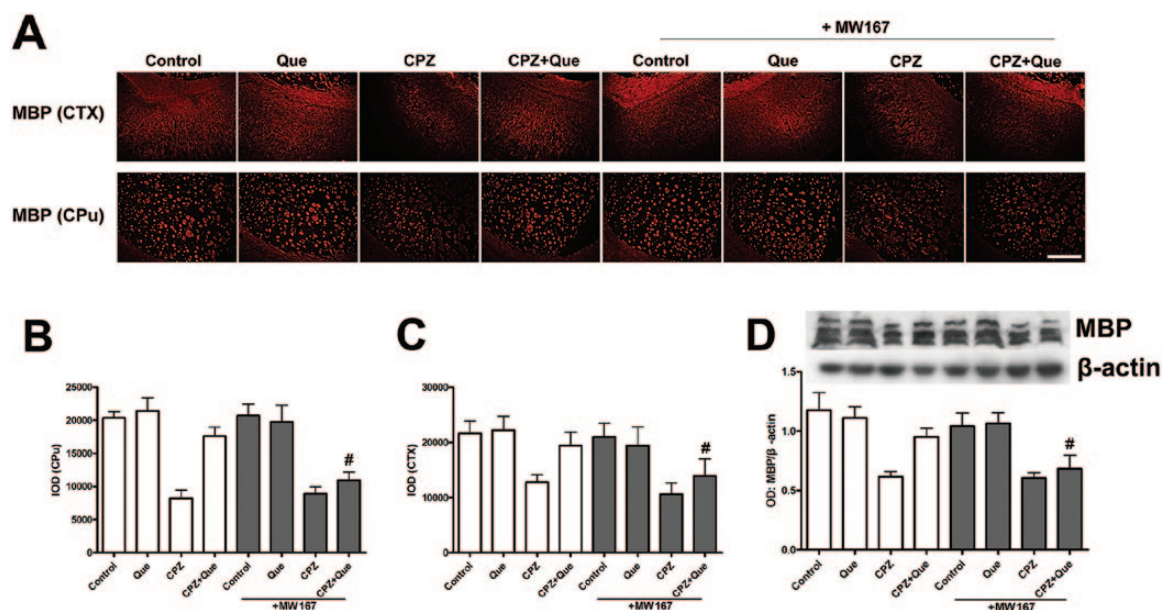 A
+ MW167
Control Que CPZ CPZ+Que Control Que CPZ CPZ+Que
MBP (CTX)
MBP (CPu)
B
25000
20000
15000
10000
5000
0
IOD (CPu)
#
Control Que CPZ CPZ+Que Control Que CPZ CPZ+Que
+MW167
C
30000
20000
10000
0
IOD (CTX)
#
Control Que CPZ CPZ+Que Control Que CPZ CPZ+Que
+MW167
D
MBP
β-actin
1.5
1.0
0.5
0.0
OD: MBP/β -actin
#
Control Que CPZ CPZ+Que Control Que CPZ CPZ+Que
+MW167